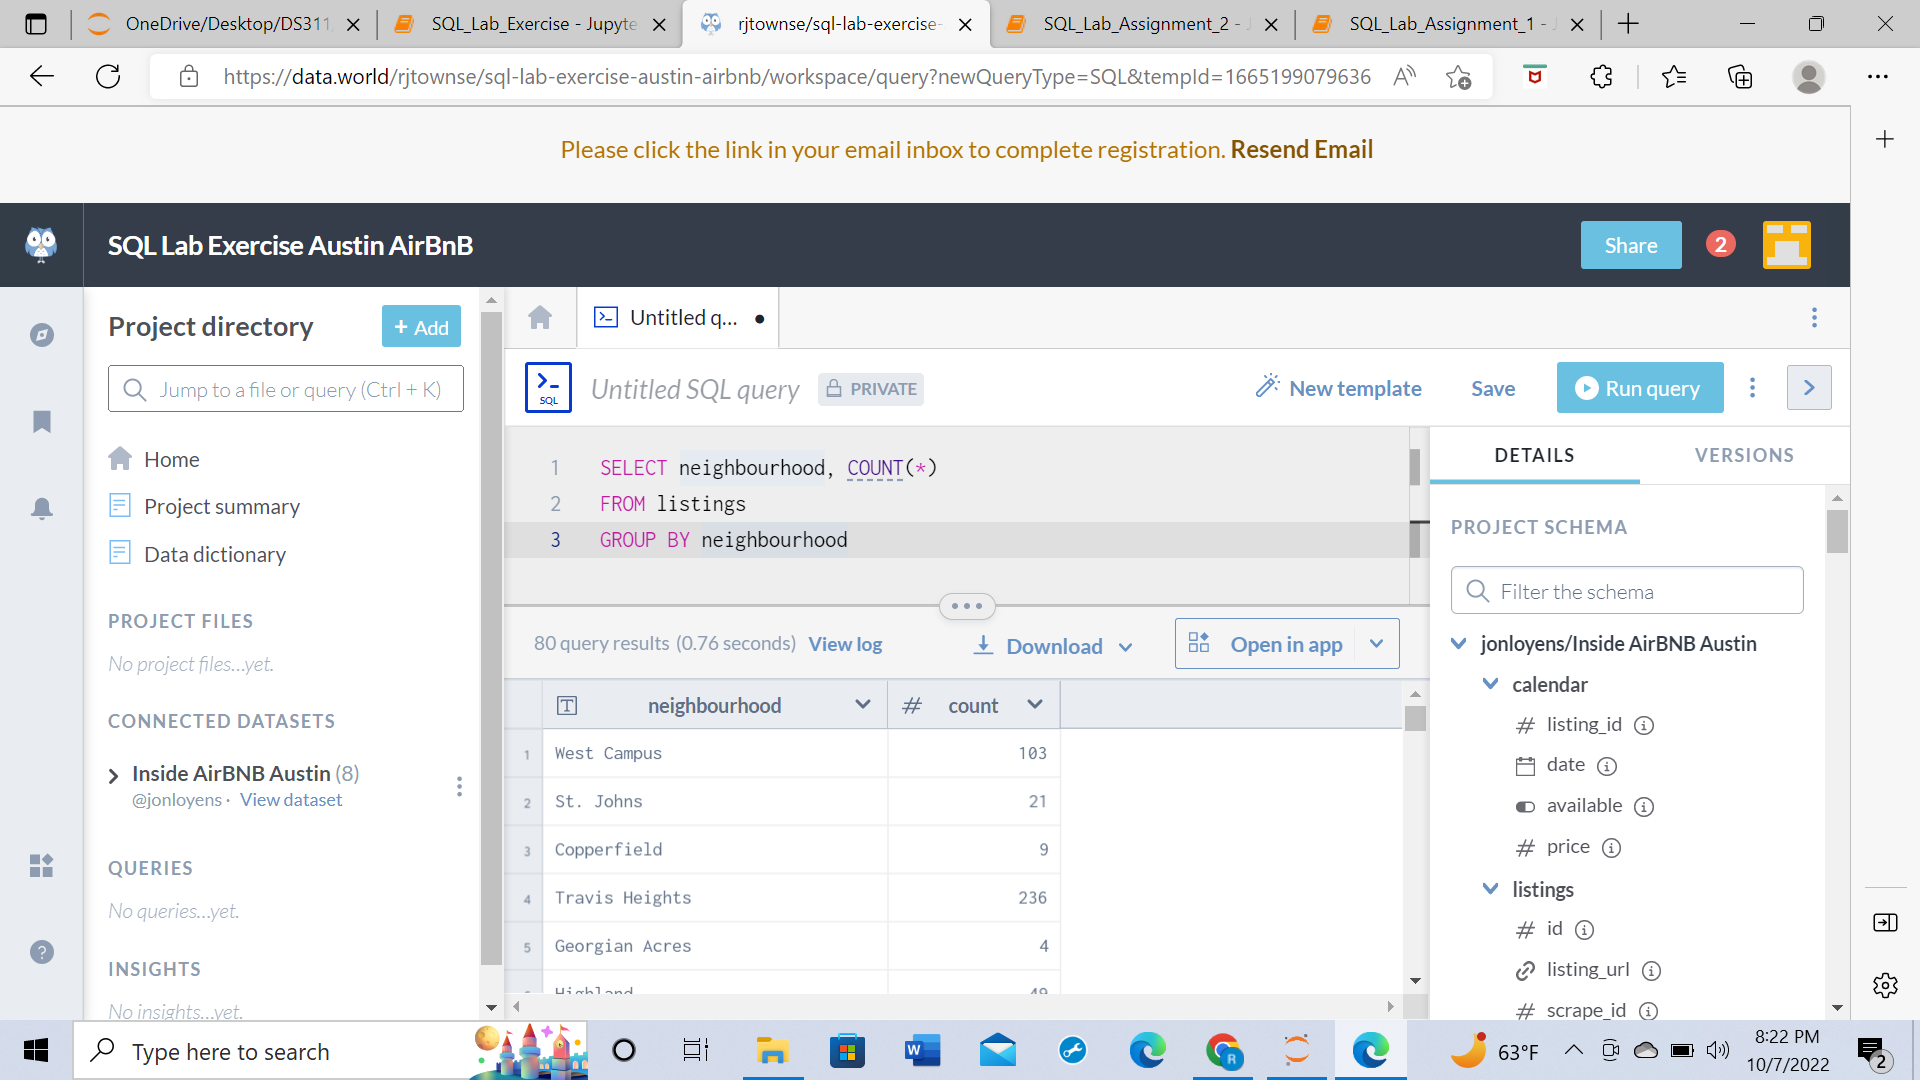 OneDrive/Desktop/DS311
SQL_Lab_Exercise - Jupyte
rjtownse/sql-lab-exercise-
SQL_Lab_Assignment_2 -
SQL_Lab_Assignment_1 -
https://data.world/rjtownse/sql-lab-exercise-austin-airbnb/workspace/query?newQueryType=SQL&tempId=1665199079636
Please click the link in your email inbox to complete registration. Resend Email
SQL Lab Exercise Austin AirBnB
Share
2
Project directory
+ Add
Jump to a file or query (Ctrl + K)
Home
Project summary
Data dictionary
PROJECT FILES
No project files...yet.
CONNECTED DATASETS
Inside AirBNB Austin (8)
@jonloyens · View dataset
QUERIES
No queries...yet.
INSIGHTS
No insights...yet.
Untitled q...
SQL
Untitled SQL query
PRIVATE
New template
Save
Run query
1 SELECT neighbourhood, COUNT(*)
2 FROM listings
3 GROUP BY neighbourhood
80 query results (0.76 seconds) View log
Download
Open in app
neighbourhood # count
1 West Campus 103
2 St. Johns 21
3 Copperfield 9
4 Travis Heights 236
5 Georgian Acres 4
Highland 49
DETAILS
VERSIONS
PROJECT SCHEMA
Filter the schema
jonloyens/Inside AirBNB Austin
calendar
# listing_id
date
available
# price
listings
# id
listing_url
# scrape_id
Type here to search
63°F
8:22 PM
10/7/2022
2